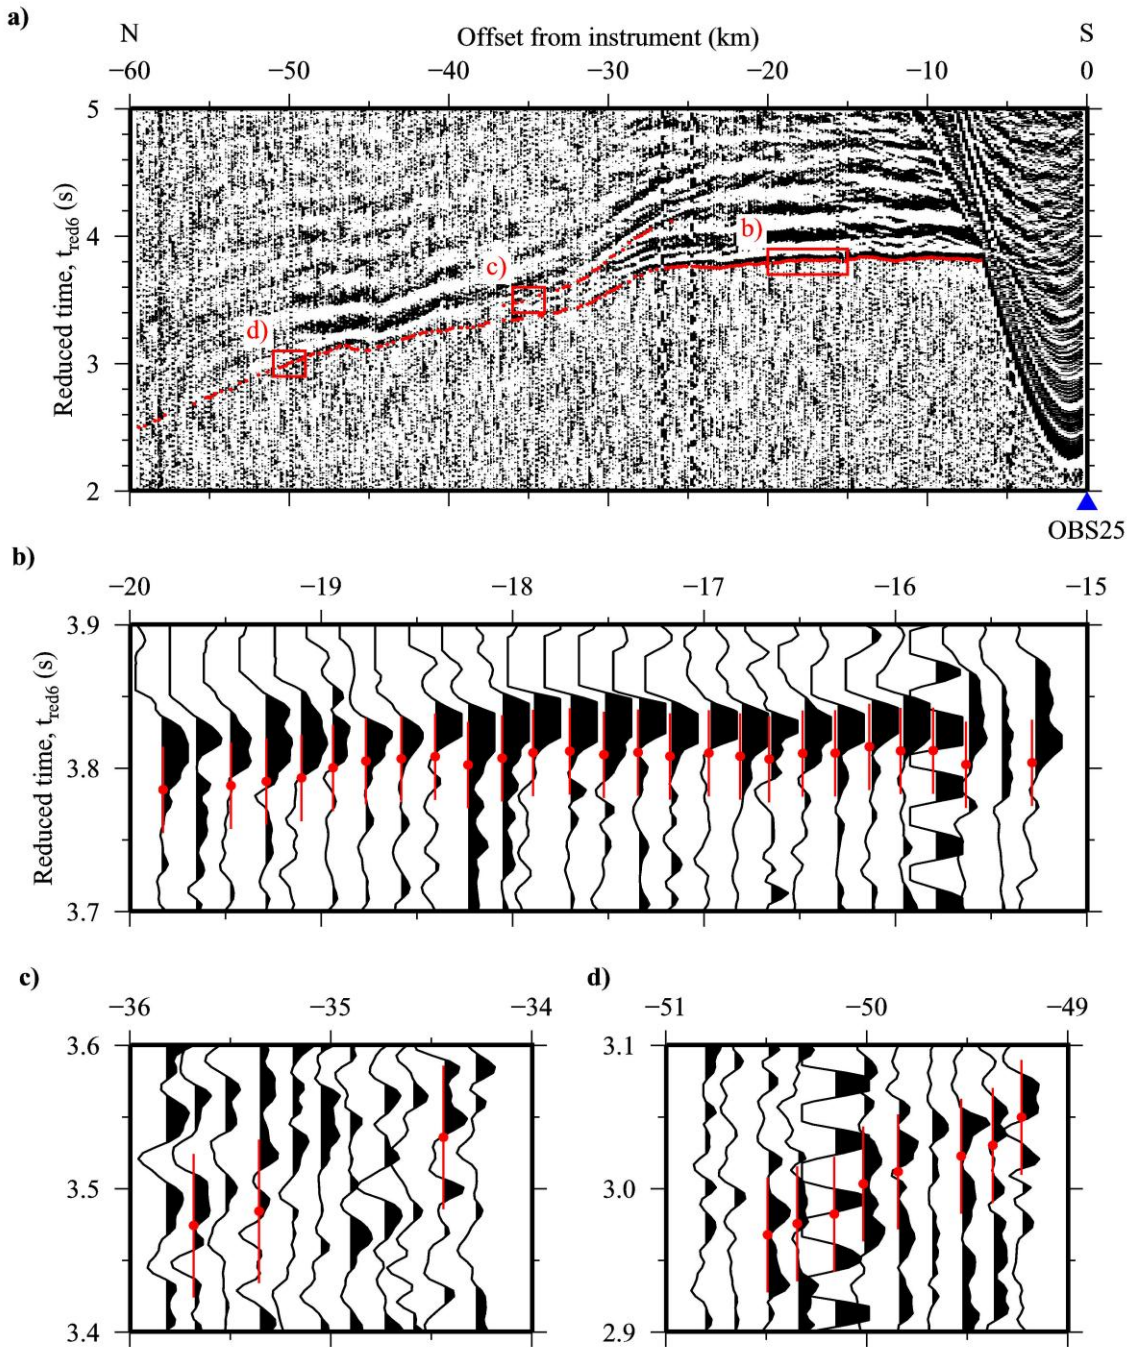 a)
N Offset from instrument (km) S
−60 −50 −40 −30 −20 −10 0
Reduced time, t_red6 (s)
5
4
3
2
b)
c)
d)
OBS25
b)
−20 −19 −18 −17 −16 −15
Reduced time, t_red6 (s)
3.9
3.8
3.7
c)
−36 −35 −34
3.6
3.5
3.4
d)
−51 −50 −49
3.1
3.0
2.9